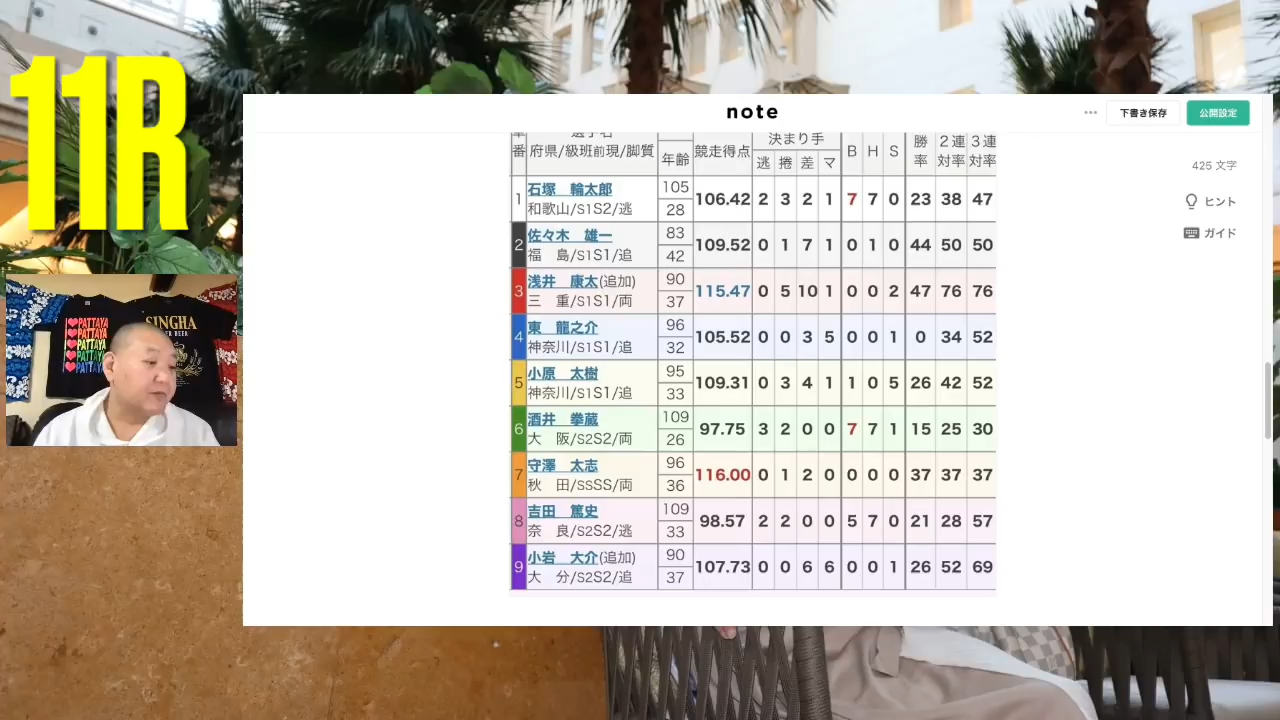 11R
note
下書き保存
公開設定
425 文字
ヒント
ガイド
番 府県/級班前現/脚質 年齢 競走得点 決まり手 逃 捲 差 マ B H S 勝率 2連対率 3連対率
1 石塚 輪太郎 105 106.42 2 3 2 1 7 7 0 23 38 47
和歌山/S1S2/逃 28
2 佐々木 雄一 83 109.52 0 1 7 1 0 1 0 44 50 50
福 島/S1S1/追 42
3 浅井 康太(追加) 90 115.47 0 5 10 1 0 0 2 47 76 76
三 重/S1S1/両 37
4 東 龍之介 96 105.52 0 0 3 5 0 0 1 0 34 52
神奈川/S1S1/追 32
5 小原 太樹 95 109.31 0 3 4 1 1 0 5 26 42 52
神奈川/S1S1/追 33
6 酒井 拳蔵 109 97.75 3 2 0 0 7 7 1 15 25 30
大 阪/S2S2/両 26
7 守澤 太志 96 116.00 0 1 2 0 0 0 0 37 37 37
秋 田/SSSS/両 36
8 吉田 篤史 109 98.57 2 2 0 0 5 7 0 21 28 57
奈 良/S2S2/逃 33
9 小岩 大介(追加) 90 107.73 0 0 6 6 0 0 1 26 52 69
大 分/S2S2/追 37
I❤PATTAYA
I❤PATTAYA
I❤PATTAYA
I❤PATTAYA
I❤PATTAYA
SINGHA